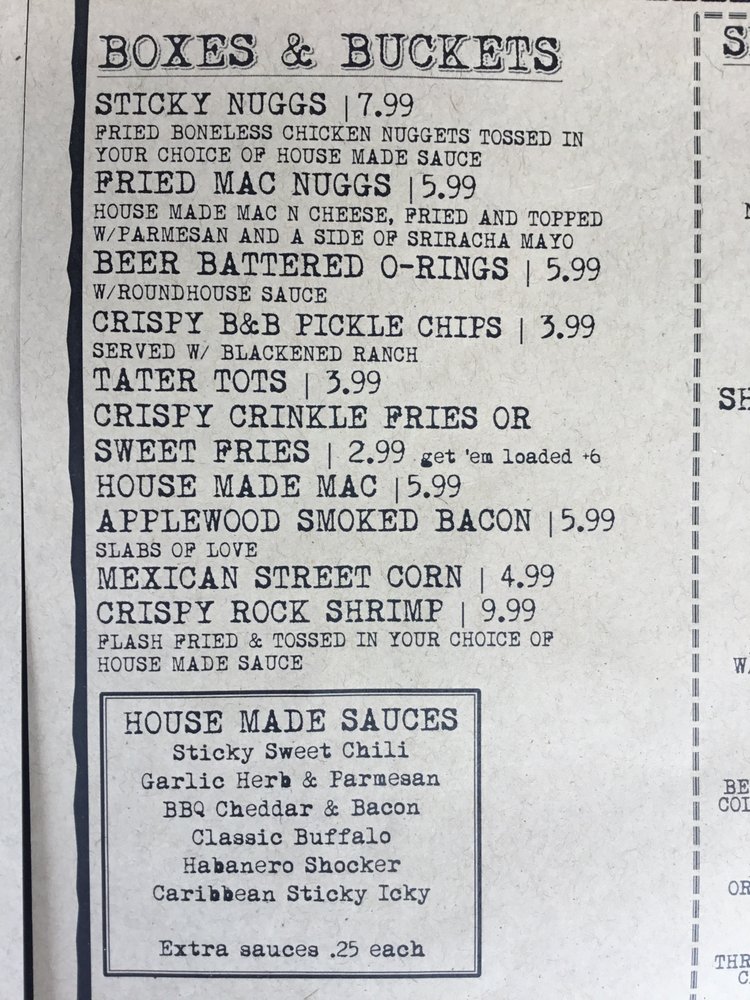 BOXES & BUCKETS
STICKY NUGGS | 7.99
FRIED BONELESS CHICKEN NUGGETS TOSSED IN
YOUR CHOICE OF HOUSE MADE SAUCE
FRIED MAC NUGGS | 5.99
HOUSE MADE MAC N CHEESE, FRIED AND TOPPED
W/PARMESAN AND A SIDE OF SRIRACHA MAYO
BEER BATTERED O-RINGS | 5.99
W/ROUNDHOUSE SAUCE
CRISPY B&B PICKLE CHIPS | 3.99
SERVED W/ BLACKENED RANCH
TATER TOTS | 3.99
CRISPY CRINKLE FRIES OR
SWEET FRIES | 2.99 get 'em loaded +6
HOUSE MADE MAC | 5.99
APPLEWOOD SMOKED BACON | 5.99
SLABS OF LOVE
MEXICAN STREET CORN | 4.99
CRISPY ROCK SHRIMP | 9.99
FLASH FRIED & TOSSED IN YOUR CHOICE OF
HOUSE MADE SAUCE
HOUSE MADE SAUCES
Sticky Sweet Chili
Garlic Herb & Parmesan
BBQ Cheddar & Bacon
Classic Buffalo
Habanero Shocker
Caribbean Sticky Icky
Extra sauces .25 each